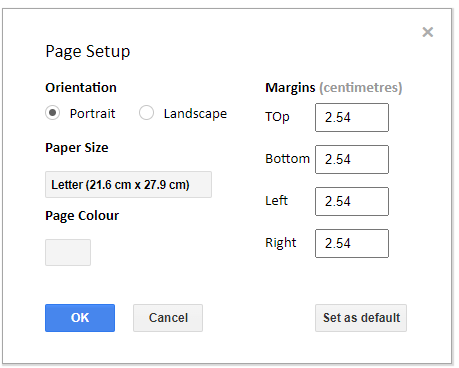 Page Setup
Orientation
Portrait Landscape
Paper Size
Letter (21.6 cm x 27.9 cm)
Page Colour
Margins (centimetres)
TOp 2.54
Bottom 2.54
Left 2.54
Right 2.54
OK Cancel Set as default